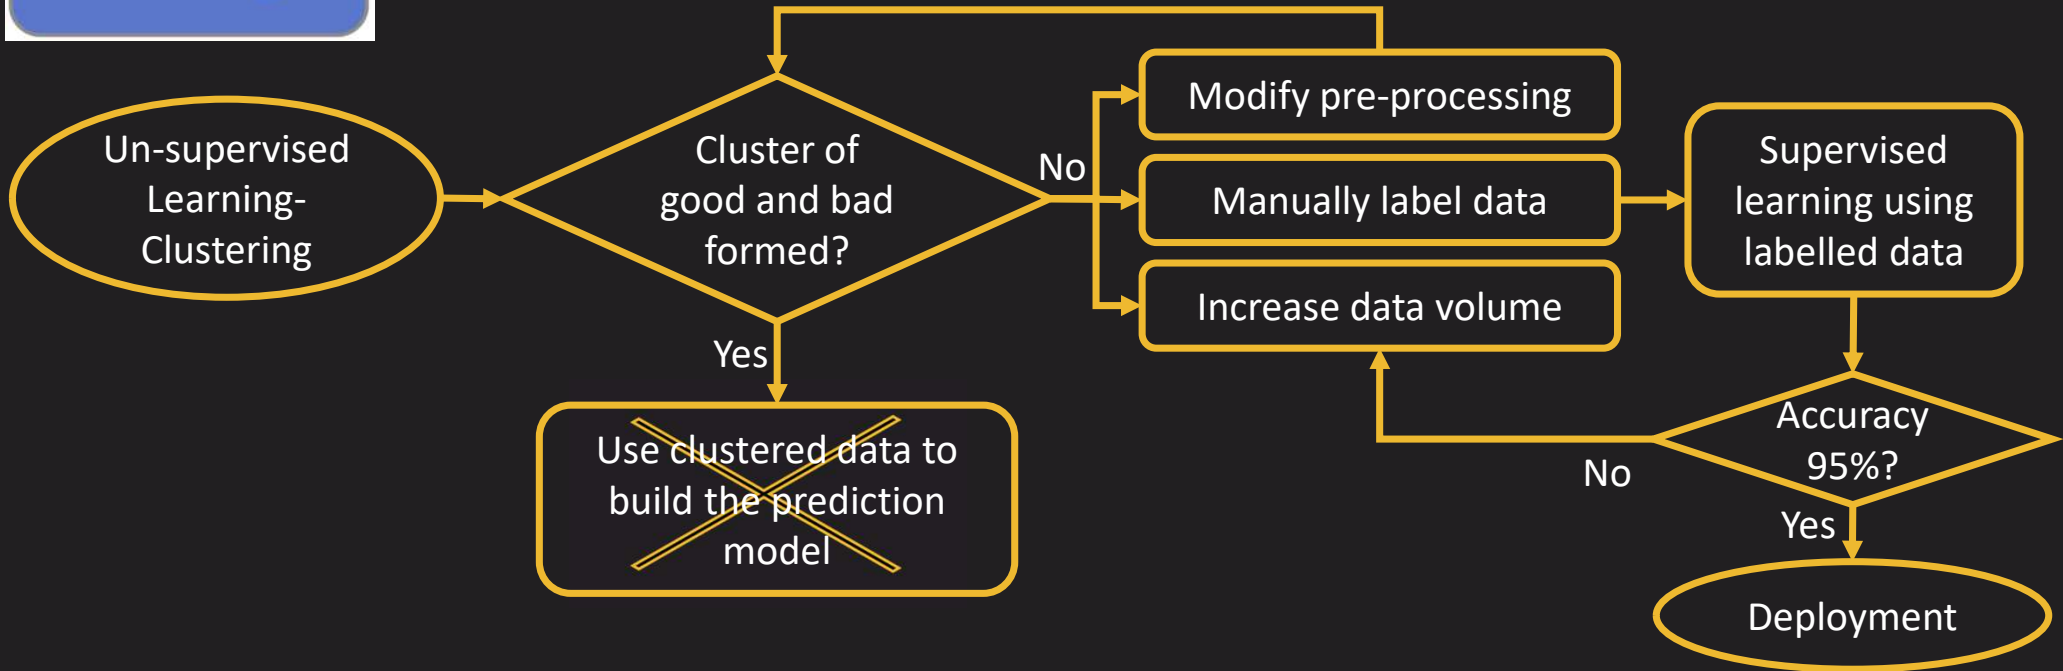 Un-supervised
Learning-
Clustering
Cluster of
good and bad
formed?
No
Modify pre-processing
Manually label data
Increase data volume
Supervised
learning using
labelled data
Yes
Use clustered data to
build the prediction
model
Accuracy
95%?
No
Yes
Deployment